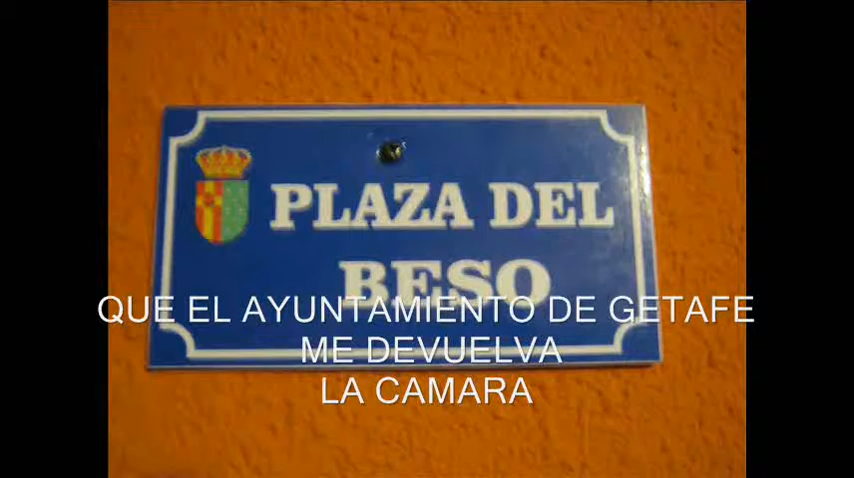 PLAZA DEL
BESO
QUE EL AYUNTAMIENTO DE GETAFE
ME DEVUELVA
LA CAMARA